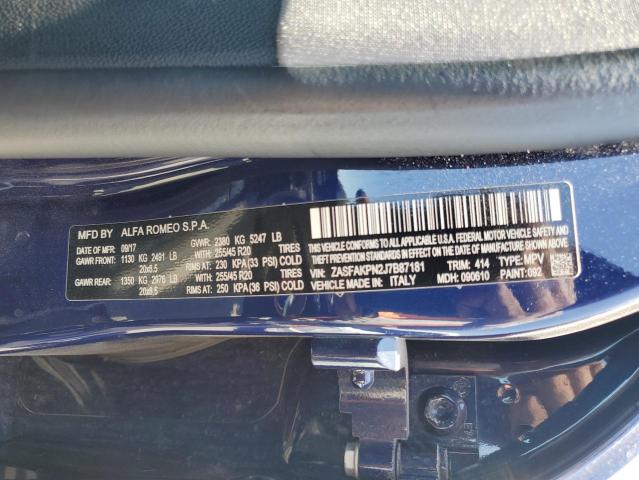 MFD BY ALFA ROMEO S.P.A.
DATE OF MFR: 09/17 GVWR: 2380 KG 5247 LB
GAWR FRONT: 1130 KG 2491 LB WITH: 255/45 R20 TIRES
20x8.5 RIMS AT: 230 KPA(33 PSI) COLD
GAWR REAR: 1350 KG 2976 LB WITH: 255/45 R20 TIRES
20x8.5 RIMS AT: 250 KPA(36 PSI) COLD
THIS VEHICLE CONFORMS TO ALL APPLICABLE U.S.A. FEDERAL MOTOR VEHICLE
SAFETY, BUMPER, AND THEFT PREVENTION STANDARDS IN EFFECT ON THE DATE
OF MANUFACTURE SHOWN ABOVE.
VIN: ZASFAKPN2J7B87181 TYPE: MPV
TRIM: 414
VEHICLE MADE IN: ITALY MDH: 090610 PAINT:092